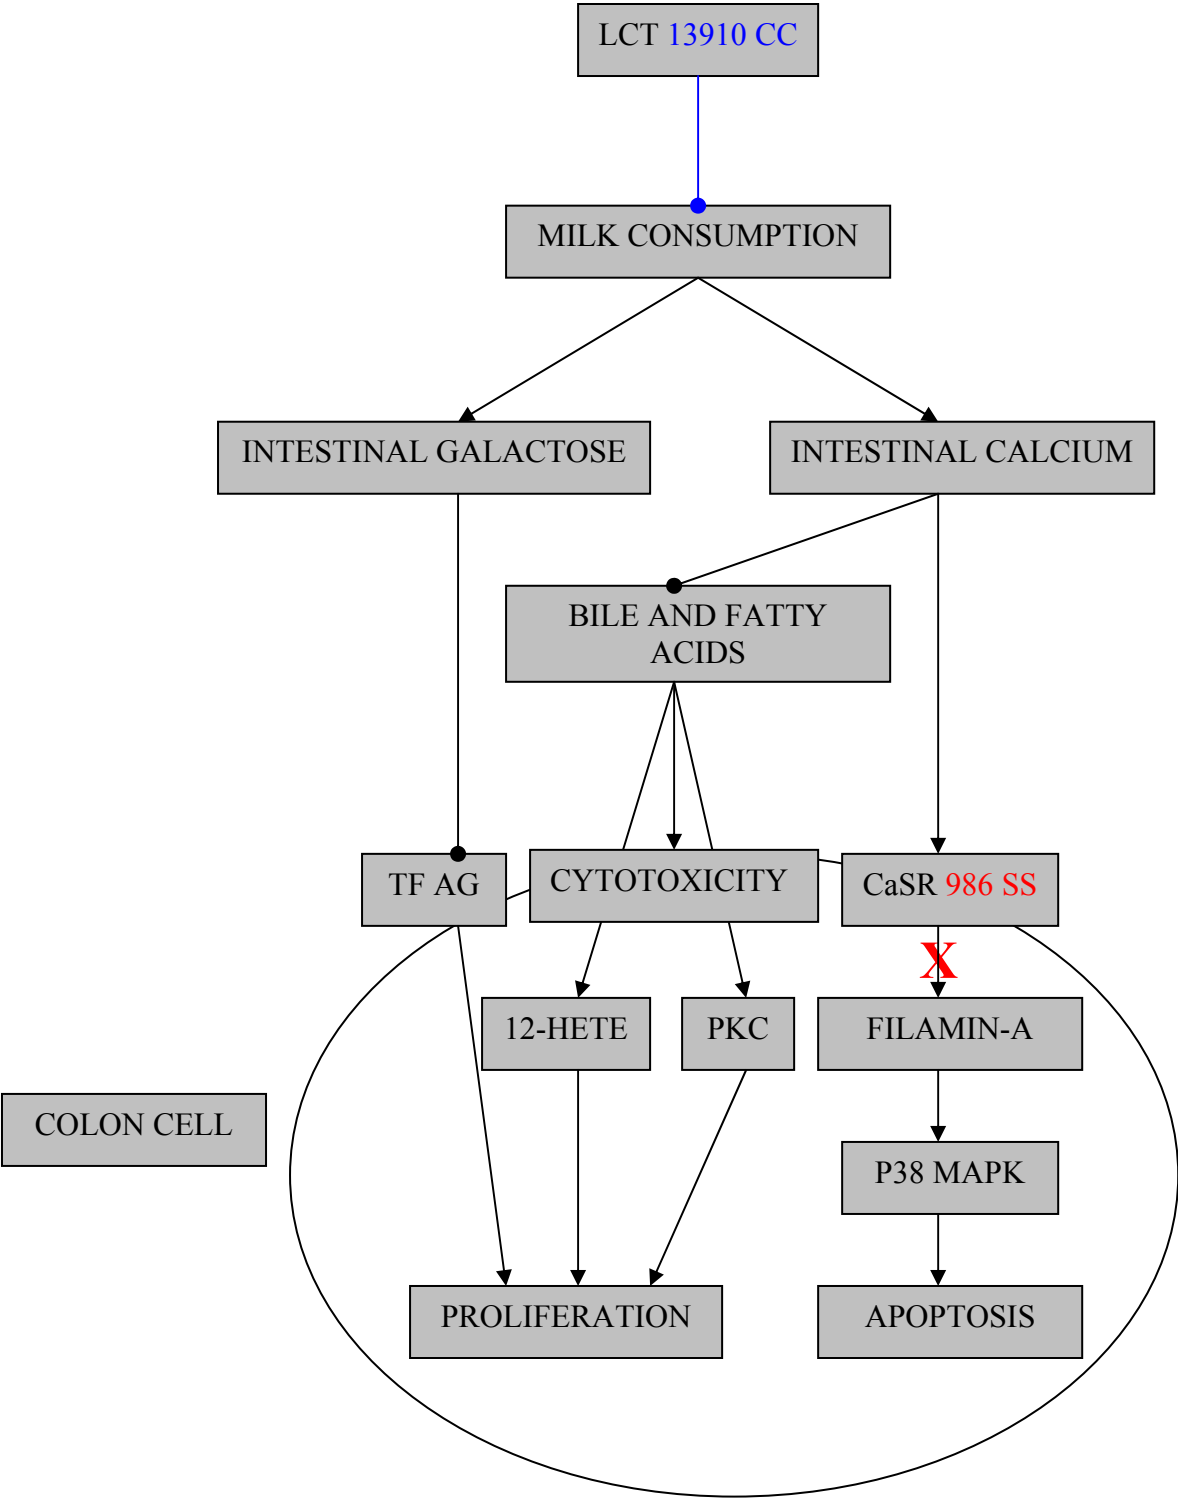 LCT 13910 CC
MILK CONSUMPTION
INTESTINAL GALACTOSE
INTESTINAL CALCIUM
BILE AND FATTY
ACIDS
TF AG
CYTOTOXICITY
CaSR 986 SS
X
12-HETE
PKC
FILAMIN-A
COLON CELL
P38 MAPK
PROLIFERATION
APOPTOSIS